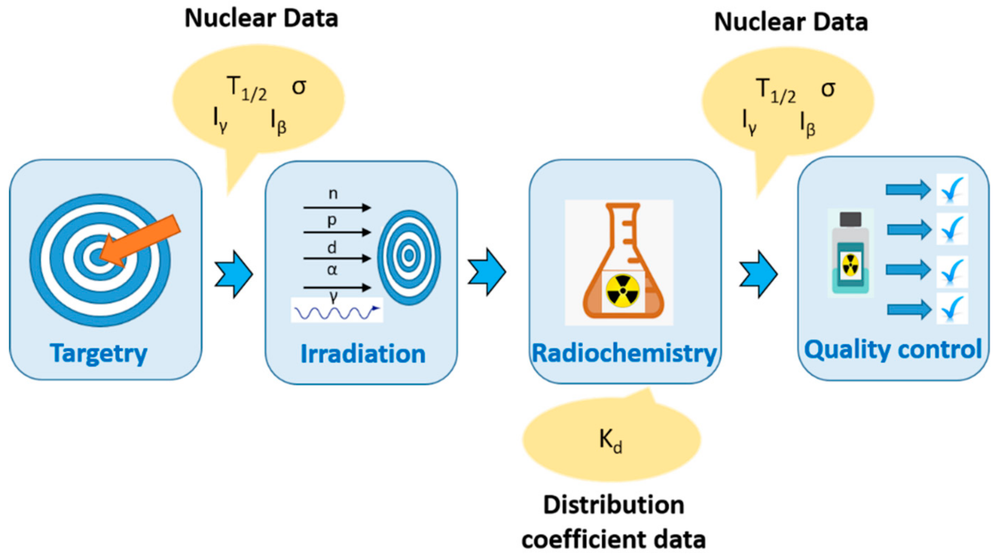 Nuclear Data
Nuclear Data
T1/2 σ
Iγ Iβ
T1/2 σ
Iγ Iβ
n
p
d
α
γ
Targetry
Irradiation
Radiochemistry
Quality control
Kd
Distribution
coefficient data